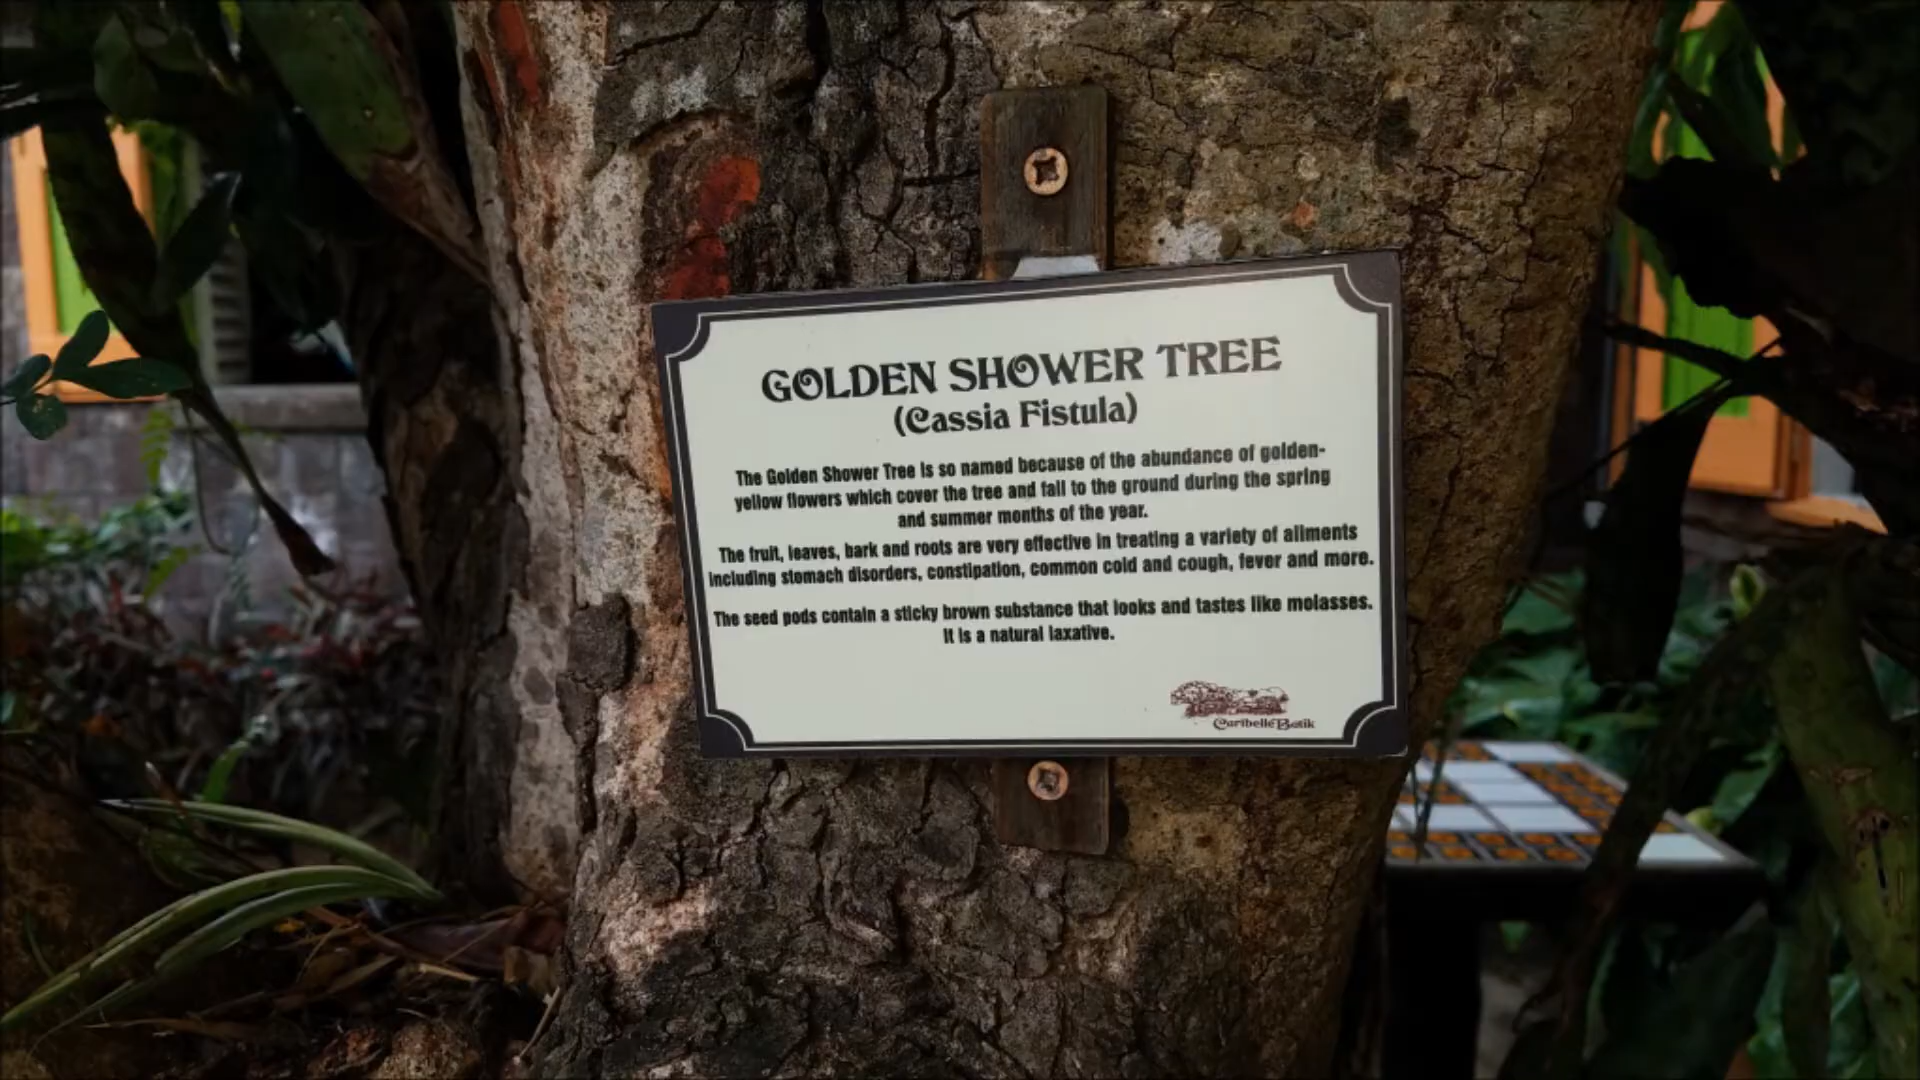 GOLDEN SHOWER TREE
(Cassia Fistula)
The Golden Shower Tree is so named because of the abundance of golden-
yellow flowers which cover the tree and fall to the ground during the spring
and summer months of the year.
The fruit, leaves, bark and roots are very effective in treating a variety of ailments
including stomach disorders, constipation, common cold and cough, fever and more.
The seed pods contain a sticky brown substance that looks and tastes like molasses.
It is a natural laxative.
Caribelle Batik